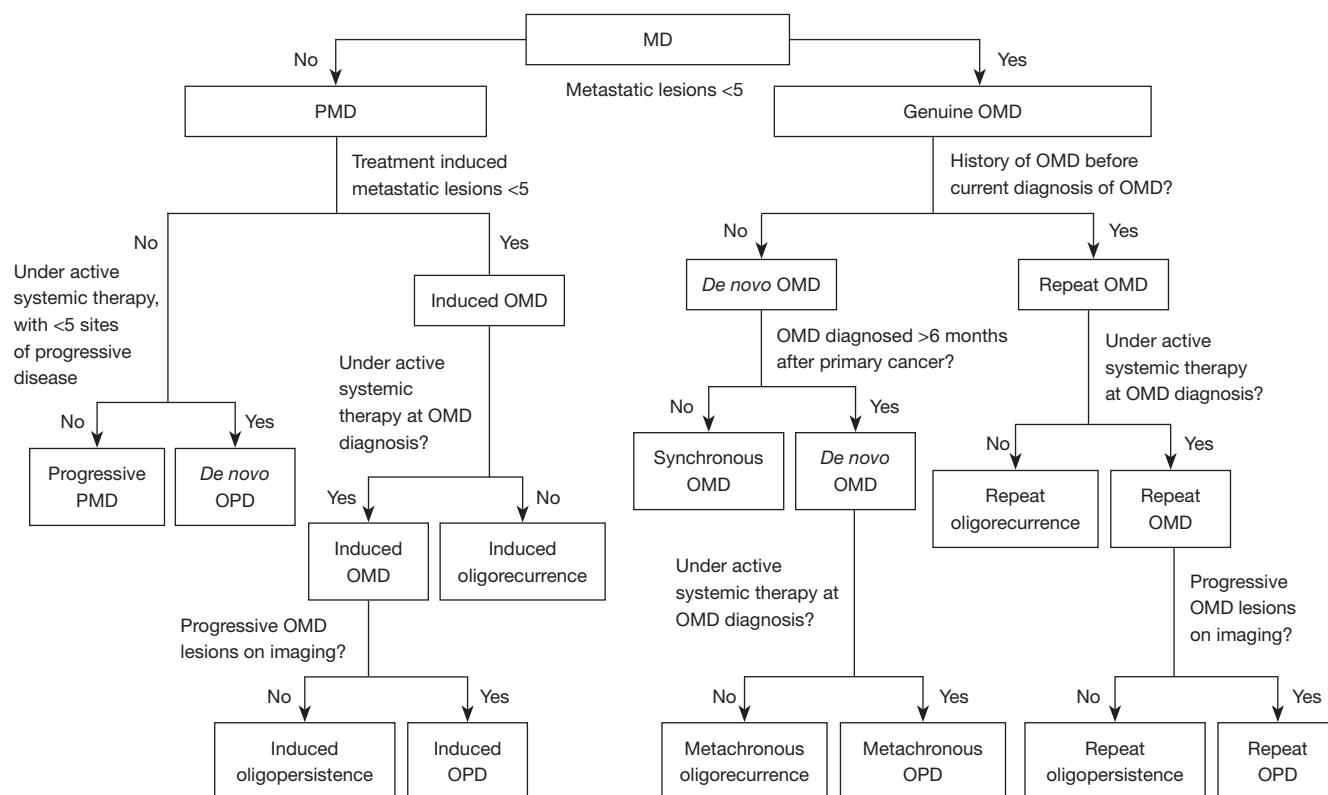 MD
No
Yes
Metastatic lesions <5
PMD
Genuine OMD
Treatment induced
metastatic lesions <5
History of OMD before
current diagnosis of OMD?
No
Yes
No
Yes
Under active
systemic therapy,
with <5 sites
of progressive
disease
Induced OMD
De novo OMD
Repeat OMD
Under active
systemic
therapy at OMD
diagnosis?
OMD diagnosed >6 months
after primary cancer?
Under active
systemic therapy
at OMD diagnosis?
No
Yes
No
Yes
No
Yes
Progressive
PMD
De novo
OPD
Synchronous
OMD
De novo
OMD
Repeat
oligorecurrence
Repeat
OMD
Yes
No
Induced
OMD
Induced
oligorecurrence
Under active
systemic therapy at
OMD diagnosis?
Progressive
OMD lesions
on imaging?
Progressive OMD
lesions on imaging?
No
Yes
No
Yes
No
Yes
Induced
oligopersistence
Induced
OPD
Metachronous
oligorecurrence
Metachronous
OPD
Repeat
oligopersistence
Repeat
OPD